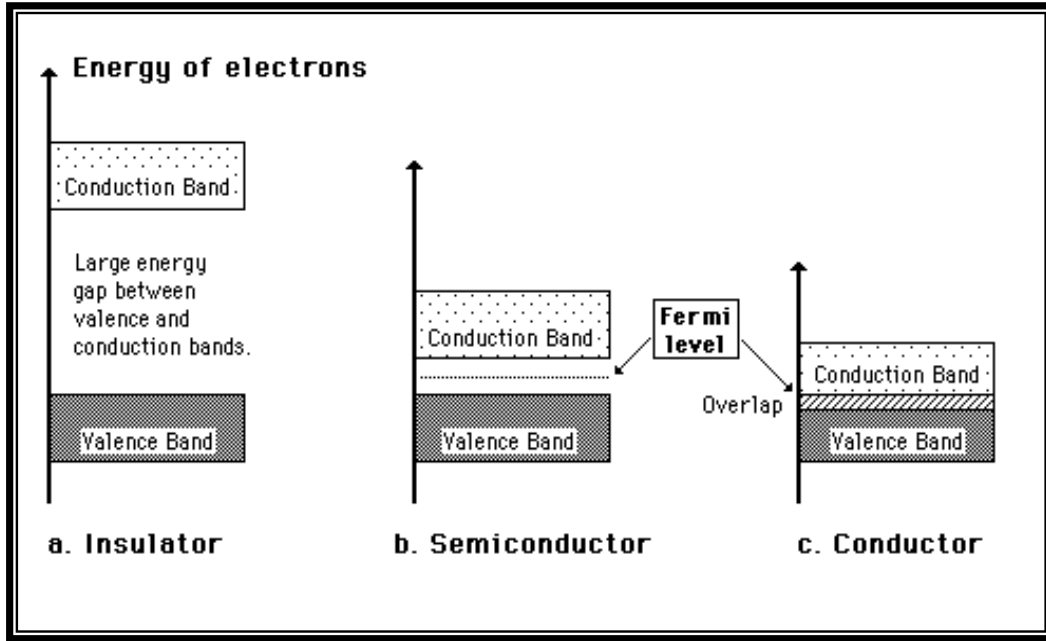 Energy of electrons
Conduction Band
Large energy
gap between
valence and
conduction bands.
Valence Band
a. Insulator
Conduction Band
Valence Band
b. Semiconductor
Fermi
level
Conduction Band
Overlap
Valence Band
c. Conductor